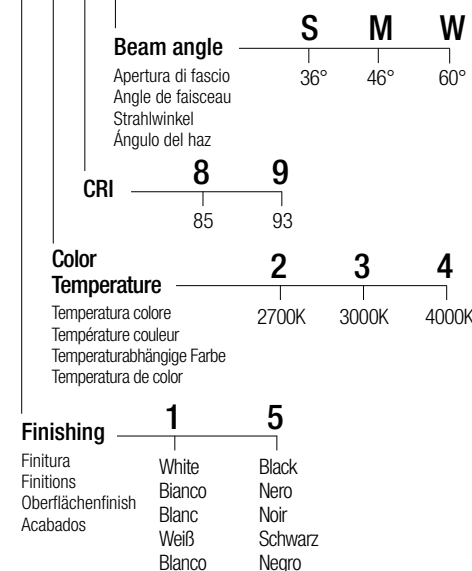 S M W
Beam angle
Apertura di fascio
Angle de faisceau
Strahlwinkel
Ángulo del haz
36° 46° 60°
8 9
CRI
85 93
Color
Temperature
2 3 4
Temperatura colore
Température couleur
Temperaturabhängige Farbe
Temperatura de color
2700K 3000K 4000K
1 5
Finishing
Finitura
Finitions
Oberflächenfinish
Acabados
White
Bianco
Blanc
Weiß
Blanco
Black
Nero
Noir
Schwarz
Negro